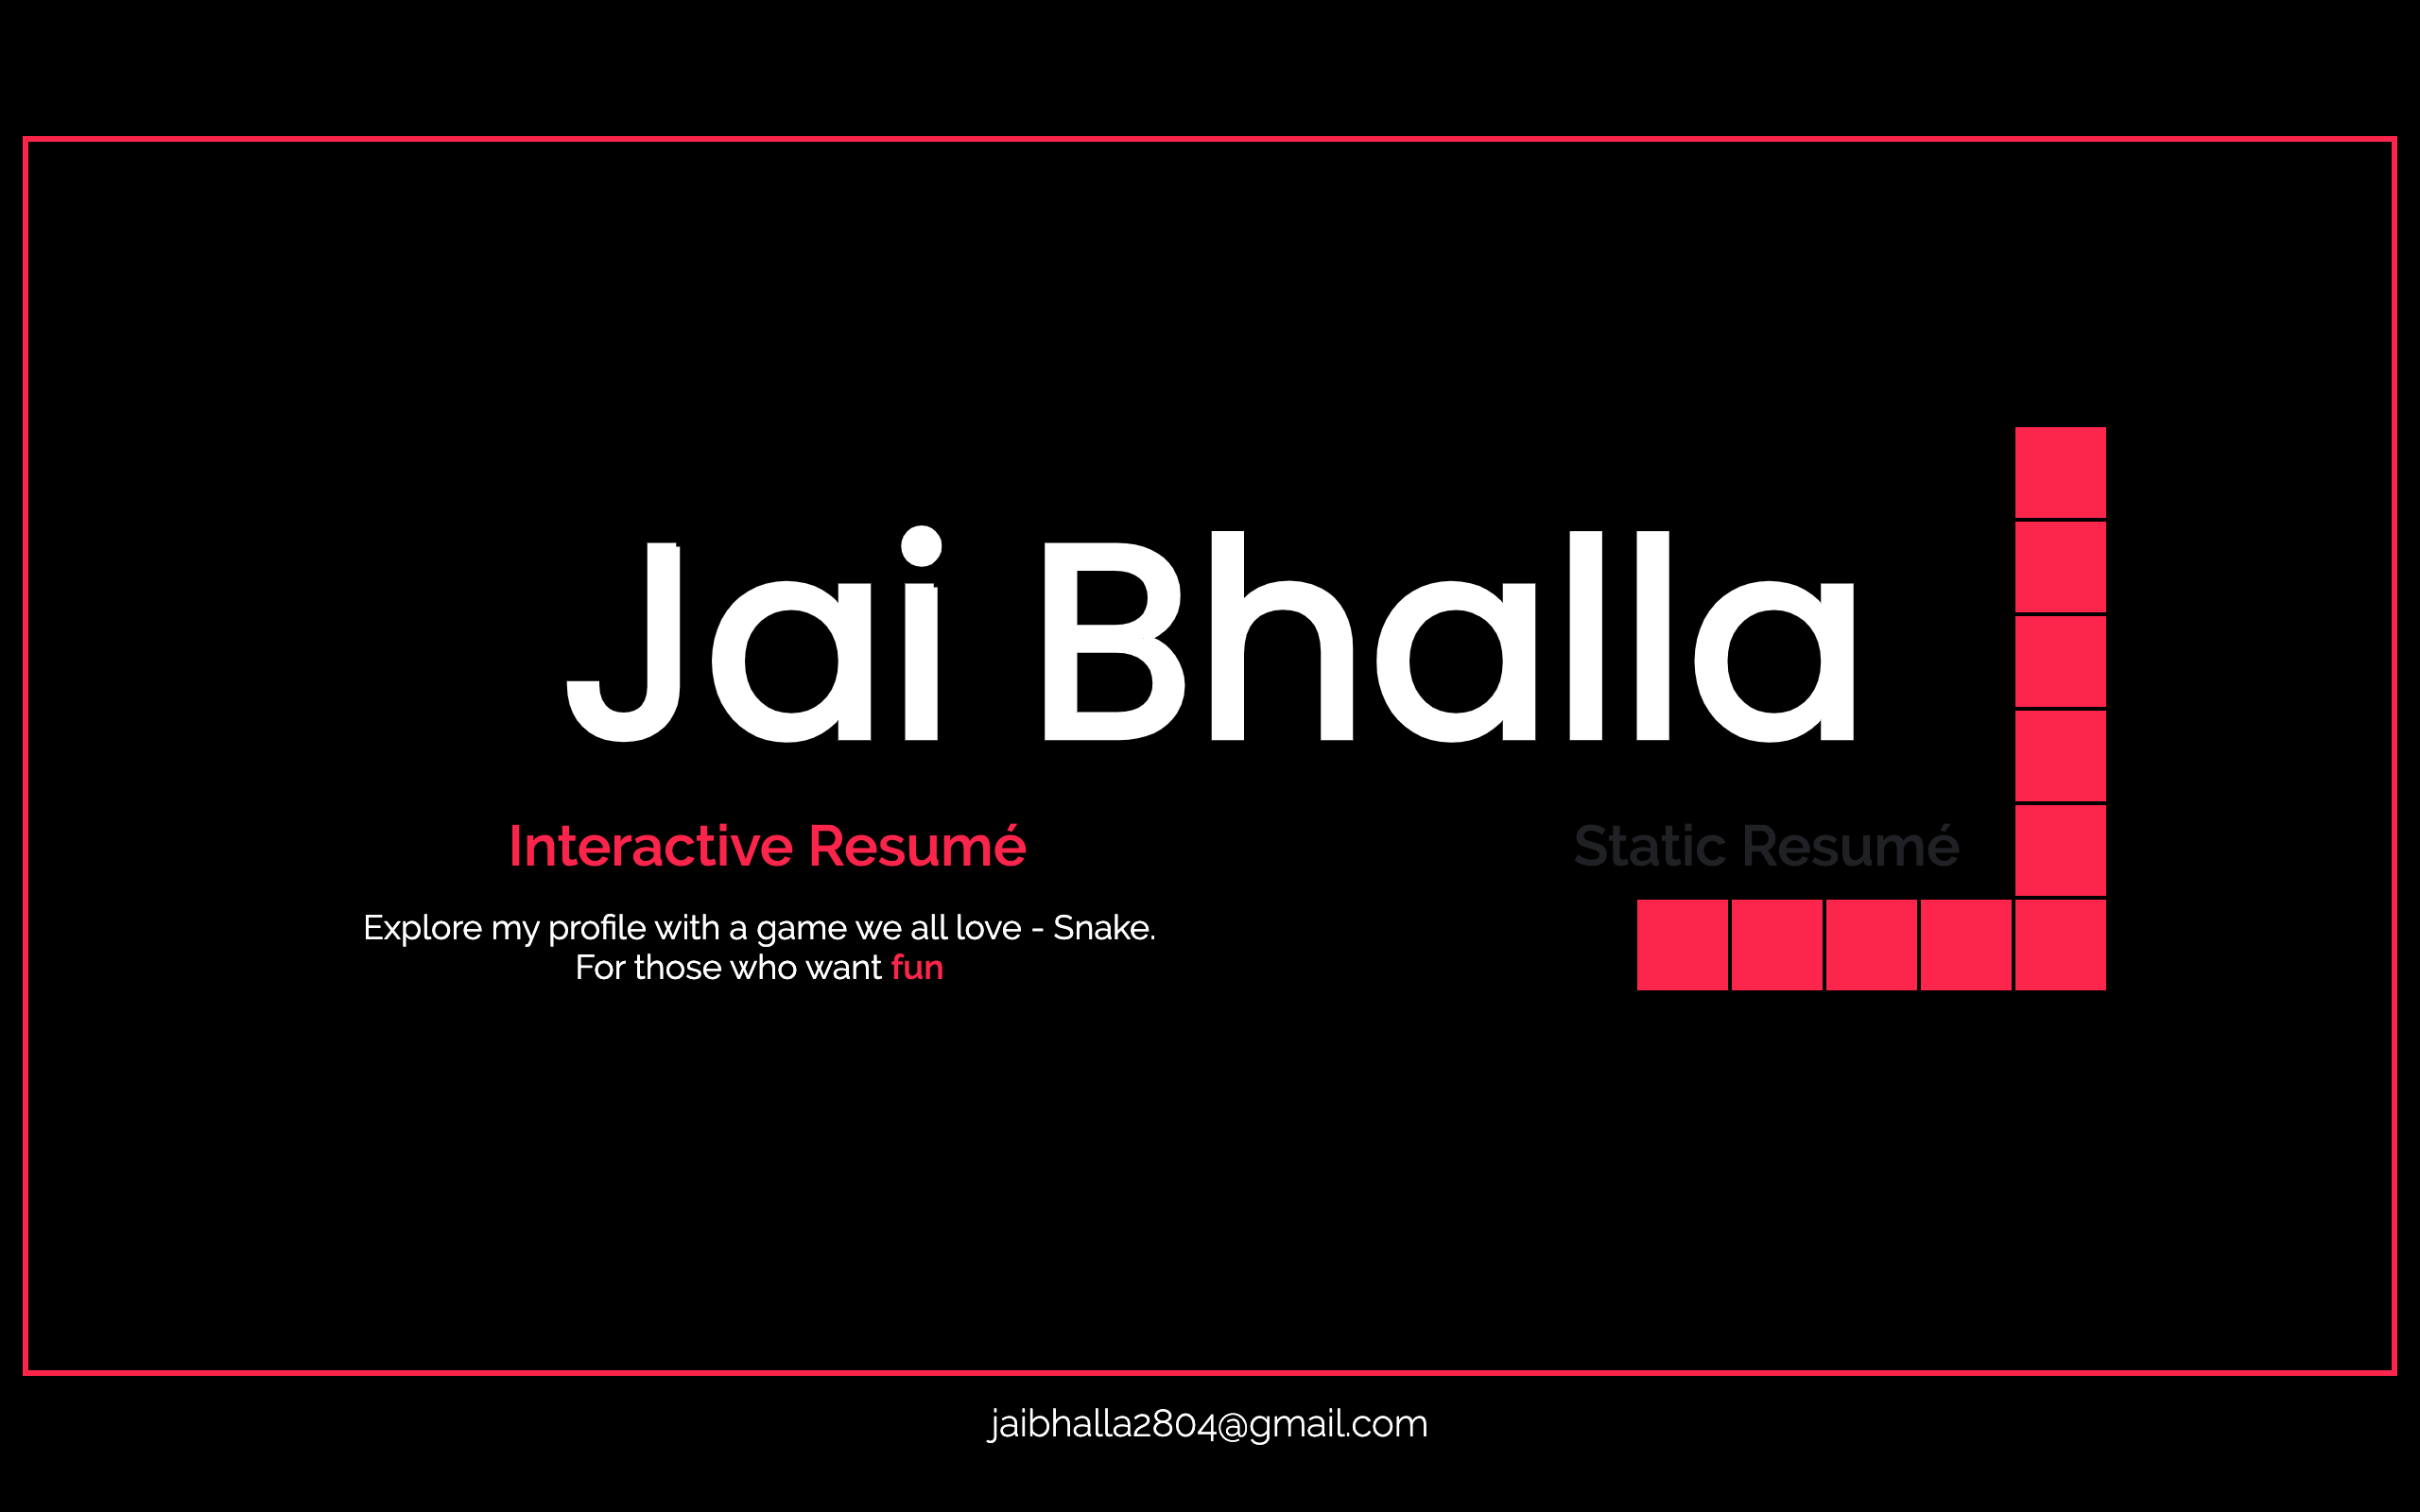 Jai Bhalla
Interactive Resumé
Static Resumé
Explore my profile with a game we all love - Snake.
For those who want fun
jaibhalla2804@gmail.com